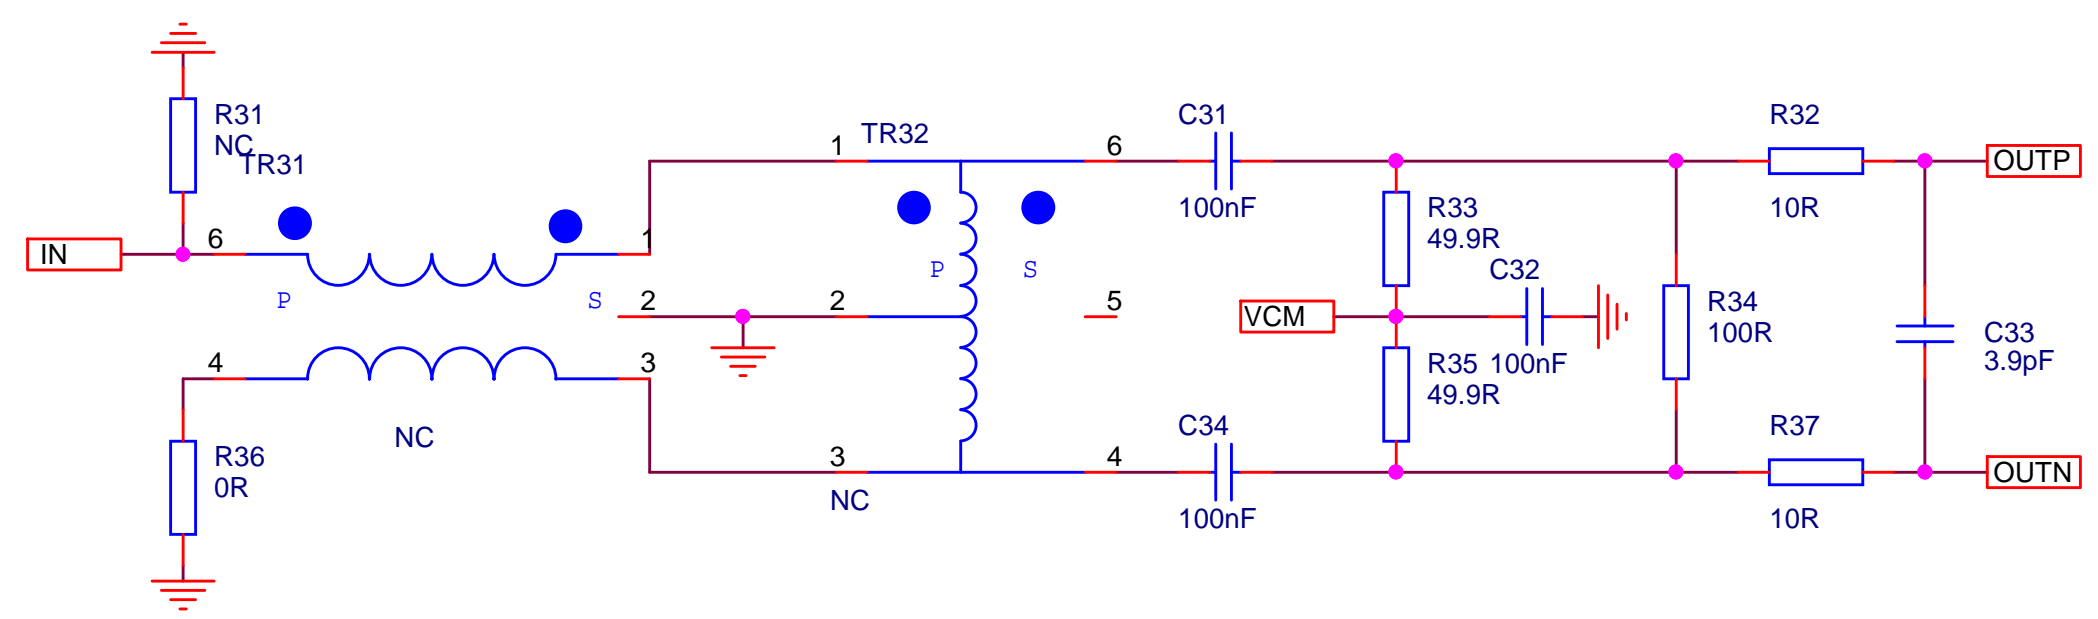 R31
NC
TR31
IN
6
1
P
S
2
4
3
NC
R36
0R
1
TR32
6
P
S
2
5
3
4
NC
C31
100nF
R33
49.9R
C32
100nF
VCM
R35
49.9R
C34
100nF
R34
100R
R32
10R
OUTP
C33
3.9pF
R37
10R
OUTN